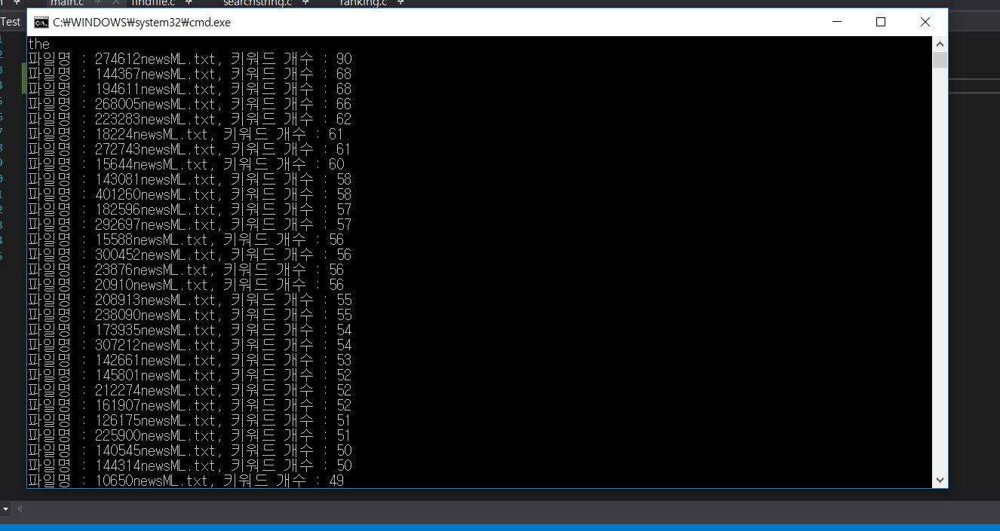 main.c findfile.c searchstring.c ranking.c
Test
C:\WINDOWS\system32\cmd.exe
the
파일명 : 274612newsML.txt, 키워드 개수 : 90
파일명 : 144367newsML.txt, 키워드 개수 : 68
파일명 : 194611newsML.txt, 키워드 개수 : 68
파일명 : 268005newsML.txt, 키워드 개수 : 66
파일명 : 223283newsML.txt, 키워드 개수 : 62
파일명 : 18224newsML.txt, 키워드 개수 : 61
파일명 : 272743newsML.txt, 키워드 개수 : 61
파일명 : 15644newsML.txt, 키워드 개수 : 60
파일명 : 143081newsML.txt, 키워드 개수 : 58
파일명 : 401260newsML.txt, 키워드 개수 : 58
파일명 : 182596newsML.txt, 키워드 개수 : 57
파일명 : 292697newsML.txt, 키워드 개수 : 57
파일명 : 15588newsML.txt, 키워드 개수 : 56
파일명 : 300452newsML.txt, 키워드 개수 : 56
파일명 : 23876newsML.txt, 키워드 개수 : 56
파일명 : 20910newsML.txt, 키워드 개수 : 56
파일명 : 208913newsML.txt, 키워드 개수 : 55
파일명 : 238090newsML.txt, 키워드 개수 : 55
파일명 : 173935newsML.txt, 키워드 개수 : 54
파일명 : 307212newsML.txt, 키워드 개수 : 54
파일명 : 142661newsML.txt, 키워드 개수 : 53
파일명 : 145801newsML.txt, 키워드 개수 : 52
파일명 : 212274newsML.txt, 키워드 개수 : 52
파일명 : 161907newsML.txt, 키워드 개수 : 52
파일명 : 126175newsML.txt, 키워드 개수 : 51
파일명 : 225900newsML.txt, 키워드 개수 : 51
파일명 : 140545newsML.txt, 키워드 개수 : 50
파일명 : 144314newsML.txt, 키워드 개수 : 50
파일명 : 10650newsML.txt, 키워드 개수 : 49